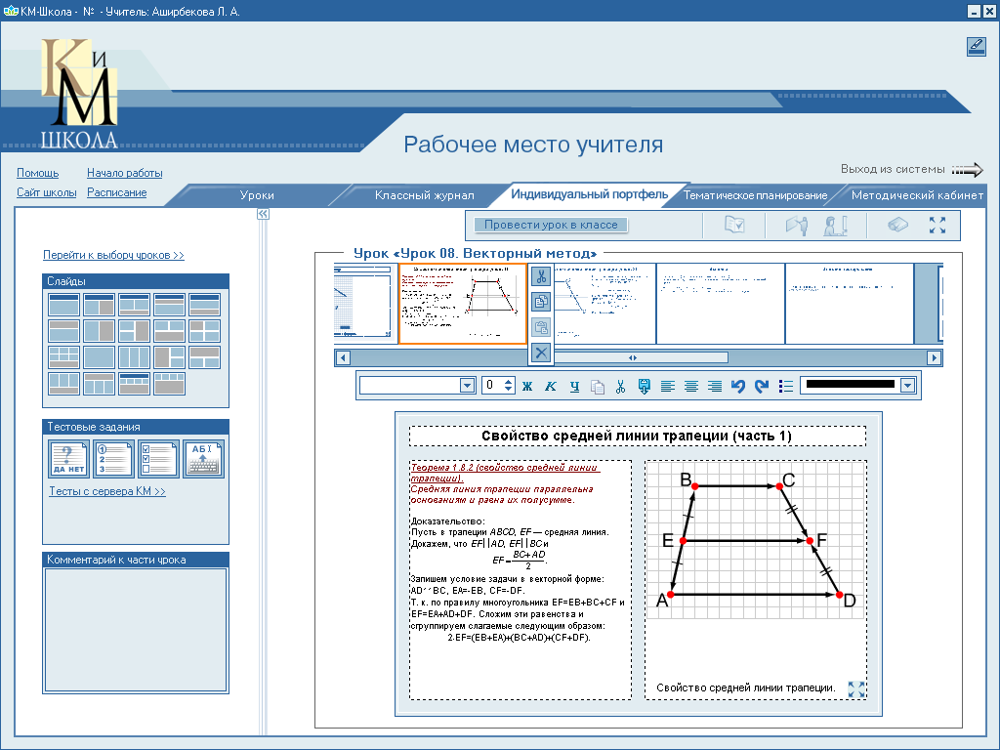 КМ-Школа - № - Учитель: Аширбекова Л. А.
КиМ
ШКОЛА
Рабочее место учителя
Помощь
Начало работы
Выход из системы
Сайт школы
Расписание
Уроки
Классный журнал
Индивидуальный портфель
Тематическое планирование
Методический кабинет
Провести урок в классе
Перейти к выбору уроков >>
Урок «Урок 08. Векторный метод»
Слайды
0
Ж
К
Ч
Тестовые задания
?
ДА НЕТ
1
2
3
АБ
Тесты с сервера КМ >>
Комментарий к части урока
Свойство средней линии трапеции (часть 1)
Теорема 1.8.2 (свойство средней линии
трапеции).
Средняя линия трапеции параллельна
основаниям и равна их полусумме.
Доказательство:
Пусть в трапеции ABCD, EF — средняя линия.
Докажем, что EF||AD, EF||BC и
EF = BC+AD
2 .
Запишем условие задачи в векторной форме:
AD↑↑BC, EA=-EB, CF=-DF.
Т. к. по правилу многоугольника EF=EB+BC+CF и
EF=EA+AD+DF. Сложим эти равенства и
сгруппируем слагаемые следующим образом:
2·EF=(EB+EA)+(BC+AD)+(CF+DF).
B
C
E
F
A
D
Свойство средней линии трапеции.